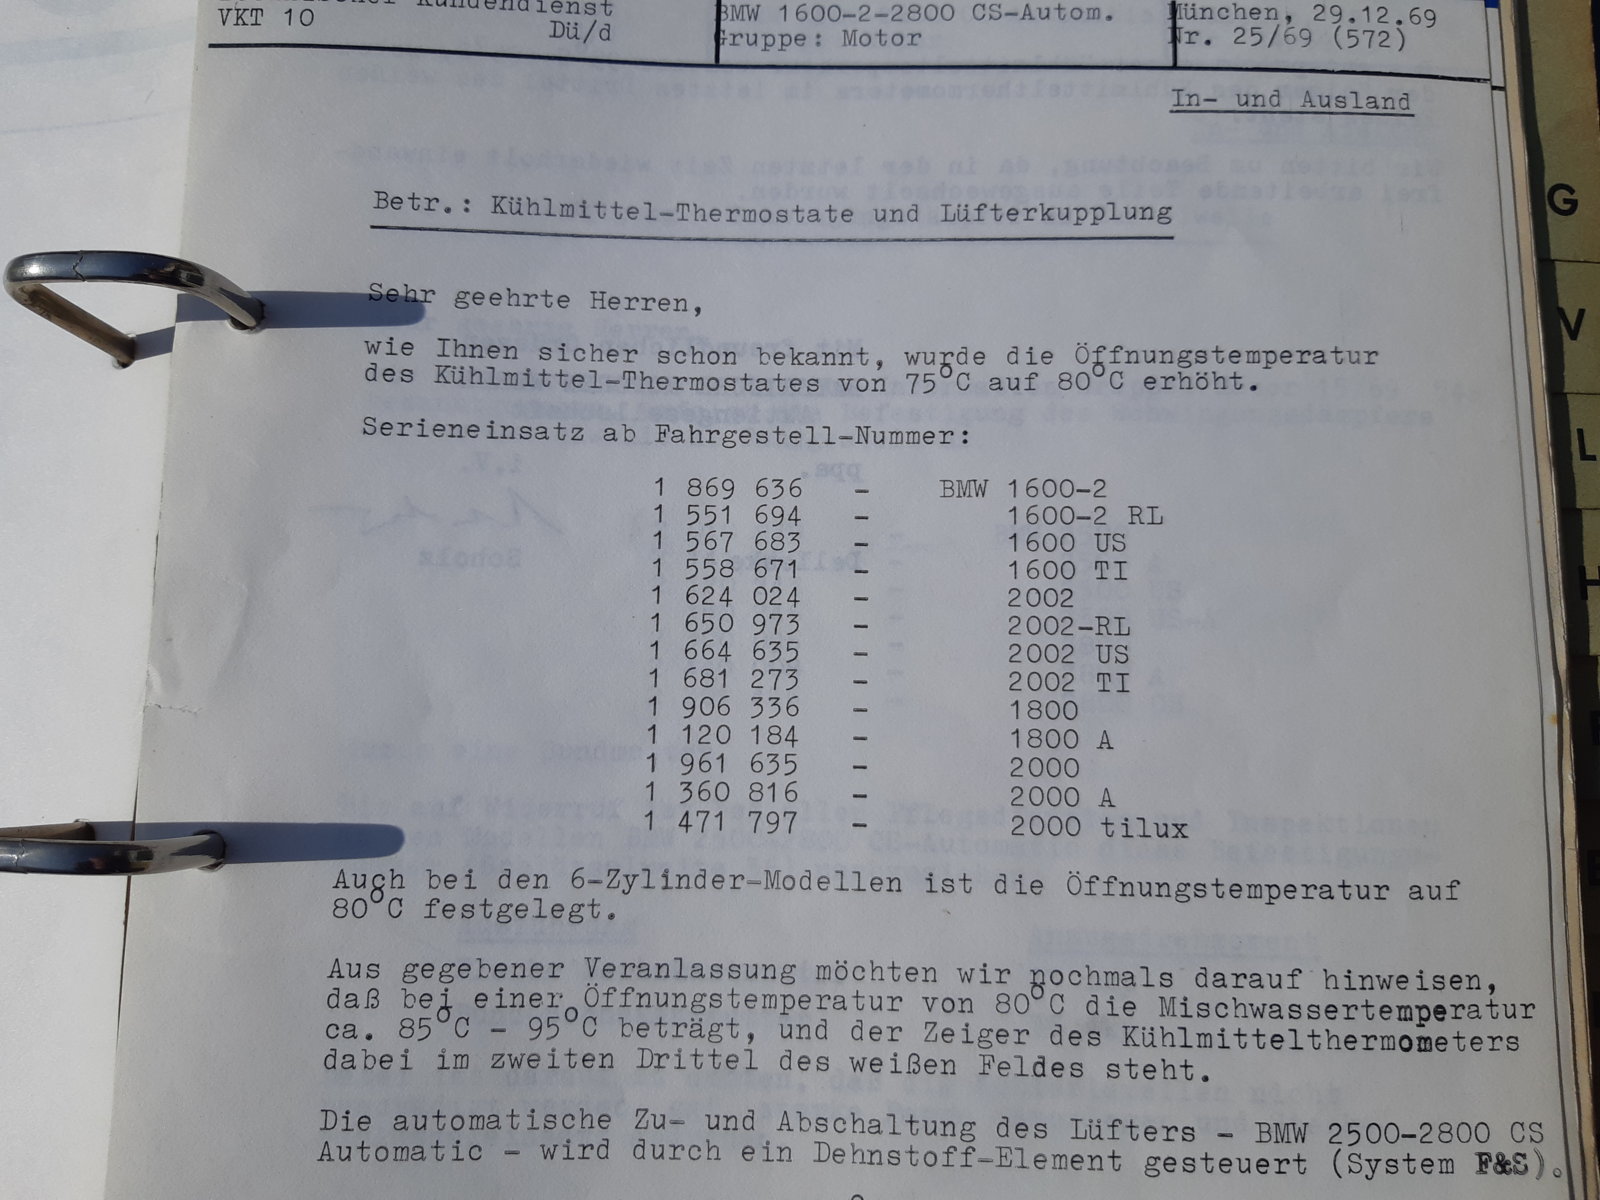 Kundendienst
VKT 10 Dü/d
BMW 1600-2-2800 CS-Autom.
Gruppe: Motor
München, 29.12.69
Nr. 25/69 (572)
In- und Ausland
Betr.: Kühlmittel-Thermostate und Lüfterkupplung
Sehr geehrte Herren,
wie Ihnen sicher schon bekannt, wurde die Öffnungstemperatur
des Kühlmittel-Thermostates von 75°C auf 80°C erhöht.
Serieneinsatz ab Fahrgestell-Nummer:
1 869 636 - BMW 1600-2
1 551 694 - 1600-2 RL
1 567 683 - 1600 US
1 558 671 - 1600 TI
1 624 024 - 2002
1 650 973 - 2002-RL
1 664 635 - 2002 US
1 681 273 - 2002 TI
1 906 336 - 1800
1 120 184 - 1800 A
1 961 635 - 2000
1 360 816 - 2000 A
1 471 797 - 2000 tilux
Auch bei den 6-Zylinder-Modellen ist die Öffnungstemperatur auf
80°C festgelegt.
Aus gegebener Veranlassung möchten wir nochmals darauf hinweisen,
daß bei einer Öffnungstemperatur von 80°C die Mischwassertemperatur
ca. 85°C - 95°C beträgt, und der Zeiger des Kühlmittelthermometers
dabei im zweiten Drittel des weißen Feldes steht.
Die automatische Zu- und Abschaltung des Lüfters - BMW 2500-2800 CS
Automatic - wird durch ein Dehnstoff-Element gesteuert (System F&S).
G
V
L
H